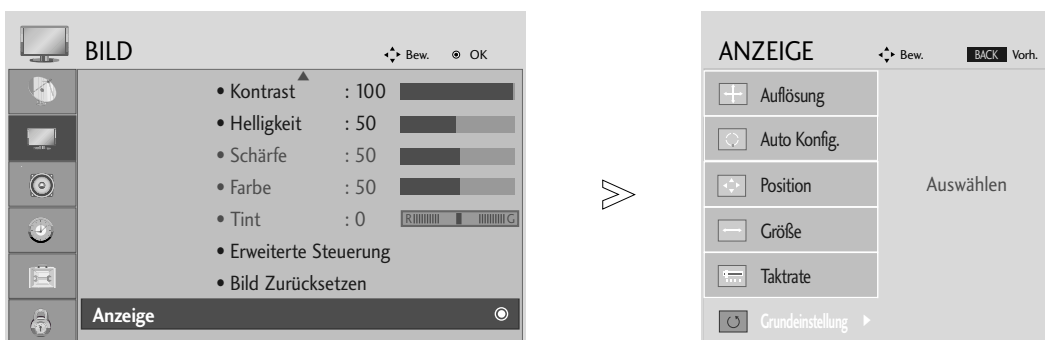 BILD Bew. OK
• Kontrast : 100
• Helligkeit : 50
• Schärfe : 50
• Farbe : 50
• Tint : 0 R G
• Erweiterte Steuerung
• Bild Zurücksetzen
Anzeige
ANZEIGE Bew. BACK Vorh.
Auflösung
Auto Konfig.
Position
Auswählen
Größe
Taktrate
Grundeinstellung